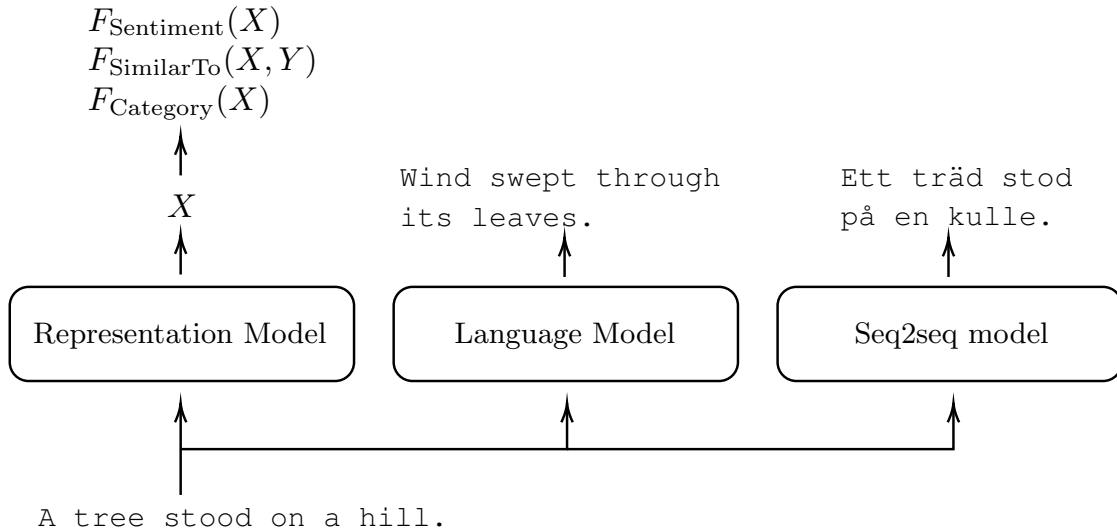 F_Sentiment(X)
F_SimilarTo(X, Y)
F_Category(X)
X
Wind swept through
its leaves.
Ett träd stod
på en kulle.
Representation Model
Language Model
Seq2seq model
A tree stood on a hill.